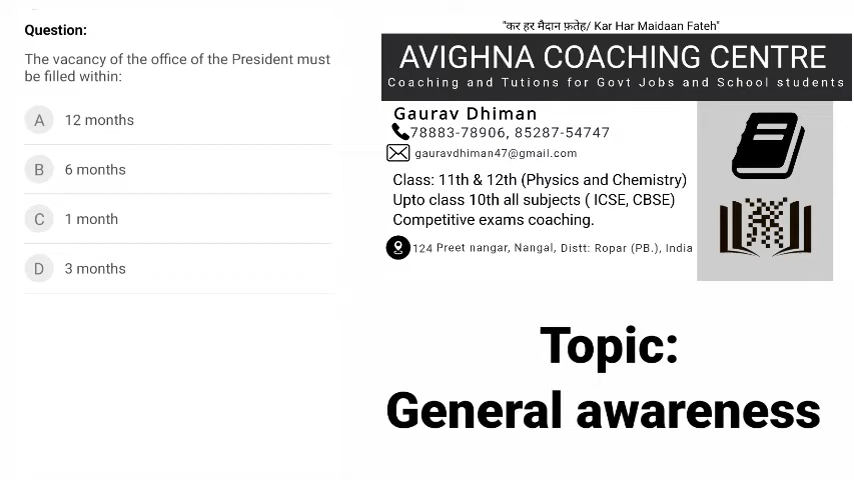 Question:
The vacancy of the office of the President must
be filled within:
A 12 months
B 6 months
C 1 month
D 3 months
"कर हर मैदान फ़तेह/ Kar Har Maidaan Fateh"
AVIGHNA COACHING CENTRE
Coaching and Tutions for Govt Jobs and School students
Gaurav Dhiman
78883-78906, 85287-54747
gauravdhiman47@gmail.com
Class: 11th & 12th (Physics and Chemistry)
Upto class 10th all subjects ( ICSE, CBSE)
Competitive exams coaching.
124 Preet nangar, Nangal, Distt: Ropar (PB.), India
Topic:
General awareness